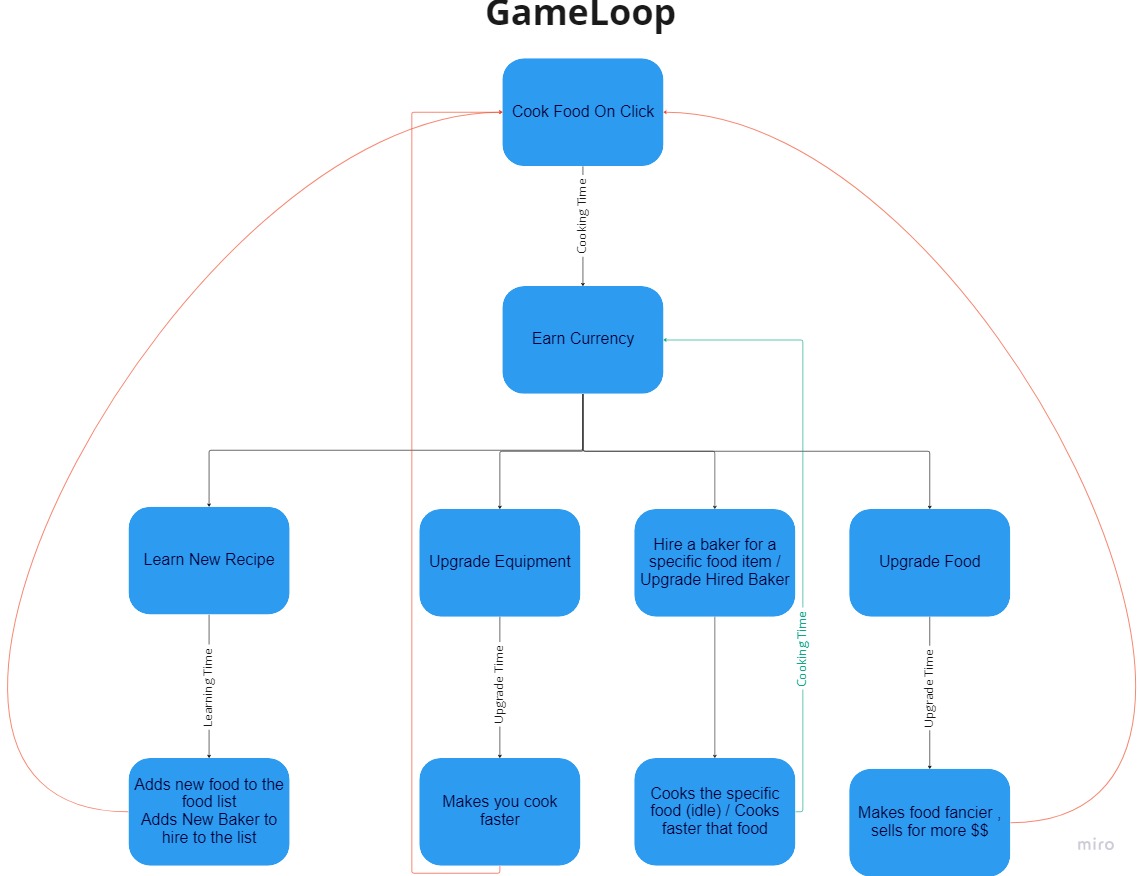 GameLoop
Cook Food On Click
Cooking Time
Earn Currency
Learn New Recipe
Upgrade Equipment
Hire a baker for a
specific food item /
Upgrade Hired Baker
Upgrade Food
Learning Time
Upgrade Time
Cooking Time
Upgrade Time
Adds new food to the
food list
Adds New Baker to
hire to the list
Makes you cook
faster
Cooks the specific
food (idle) / Cooks
faster that food
Makes food fancier ,
sells for more $$
miro